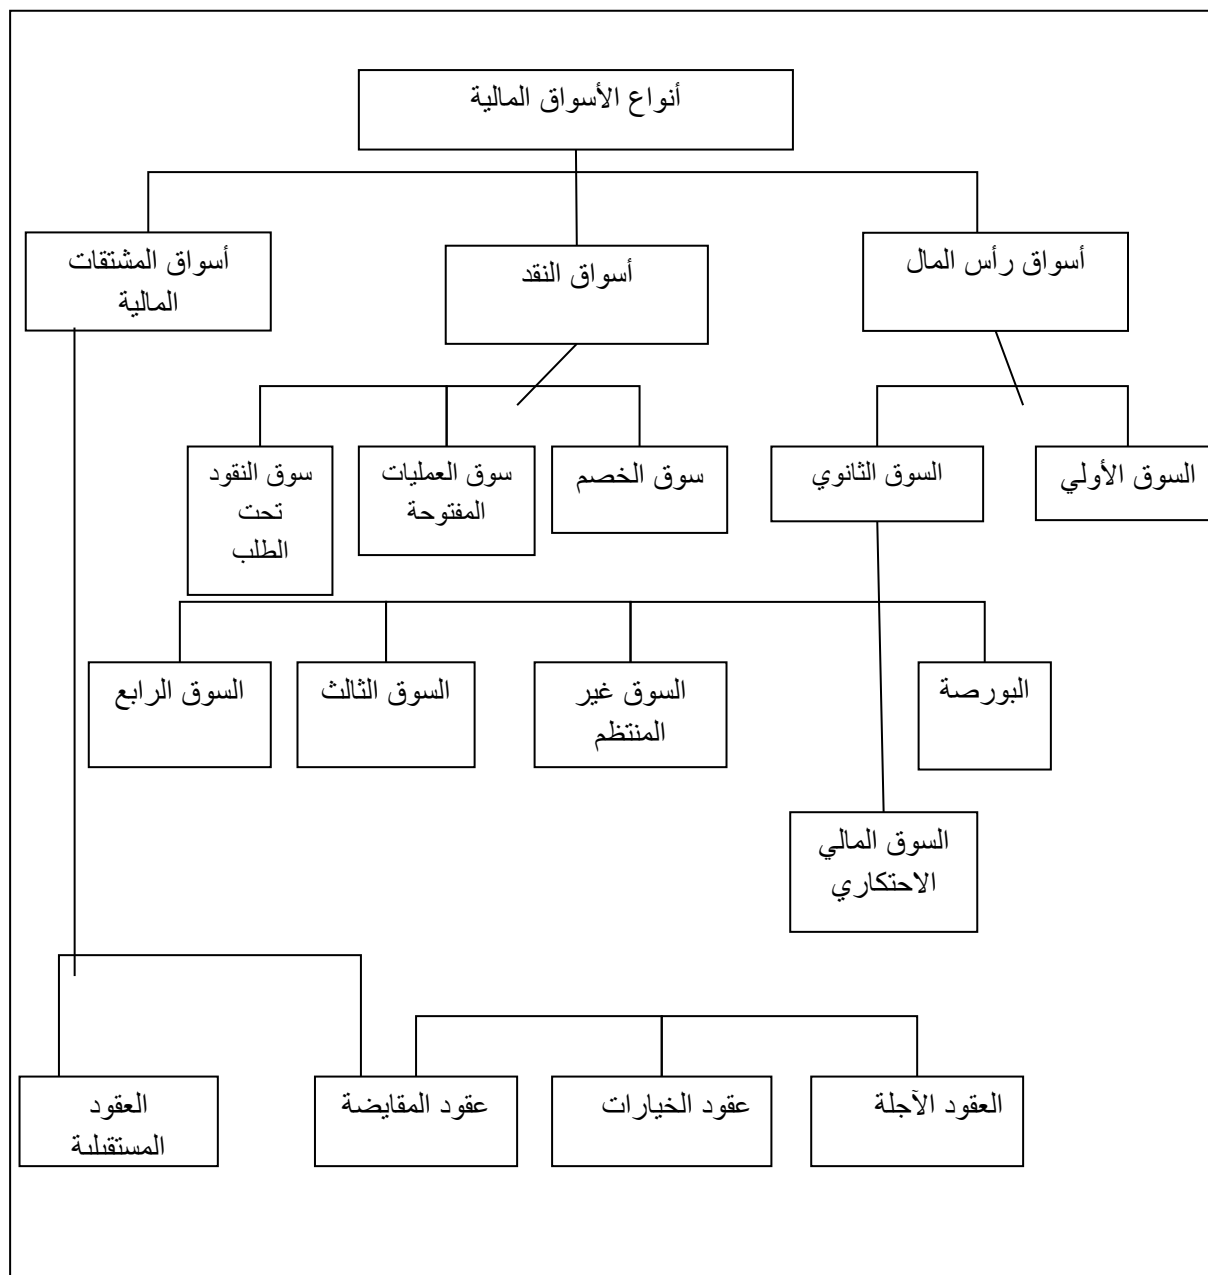 أنواع الأسواق المالية
أسواق رأس المال
أسواق النقد
أسواق المشتقات
المالية
السوق الأولي
السوق الثانوي
سوق الخصم
سوق العمليات
المفتوحة
سوق النقود
تحت
الطلب
البورصة
السوق غير
المنتظم
السوق الثالث
السوق الرابع
السوق المالي
الاحتكاري
العقود الآجلة
عقود الخيارات
عقود المقايضة
العقود
المستقبلية